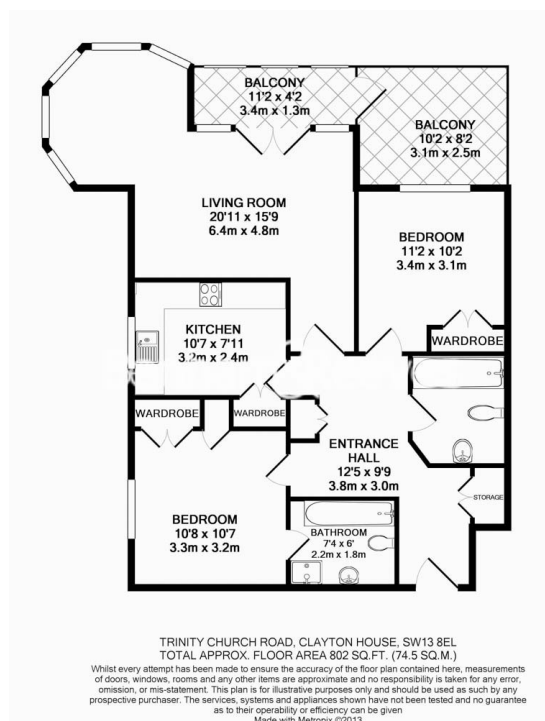 BALCONY
11'2 x 4'2
3.4m x 1.3m
BALCONY
10'2 x 8'2
3.1m x 2.5m
LIVING ROOM
20'11 x 15'9
6.4m x 4.8m
BEDROOM
11'2 x 10'2
3.4m x 3.1m
WARDROBE
KITCHEN
10'7 x 7'11
3.2m x 2.4m
WARDROBE
WARDROBE
ENTRANCE
HALL
12'5 x 9'9
3.8m x 3.0m
STORAGE
BEDROOM
10'8 x 10'7
3.3m x 3.2m
BATHROOM
7'4 x 6'
2.2m x 1.8m
TRINITY CHURCH ROAD, CLAYTON HOUSE, SW13 8EL
TOTAL APPROX. FLOOR AREA 802 SQ.FT. (74.5 SQ.M.)
Whilst every attempt has been made to ensure the accuracy of the floor plan contained here, measurements
of doors, windows, rooms and any other items are approximate and no responsibility is taken for any error,
omission, or mis-statement. This plan is for illustrative purposes only and should be used as such by any
prospective purchaser. The services, systems and appliances shown have not been tested and no guarantee
as to their operability or efficiency can be given
Made with Metropix ©2013